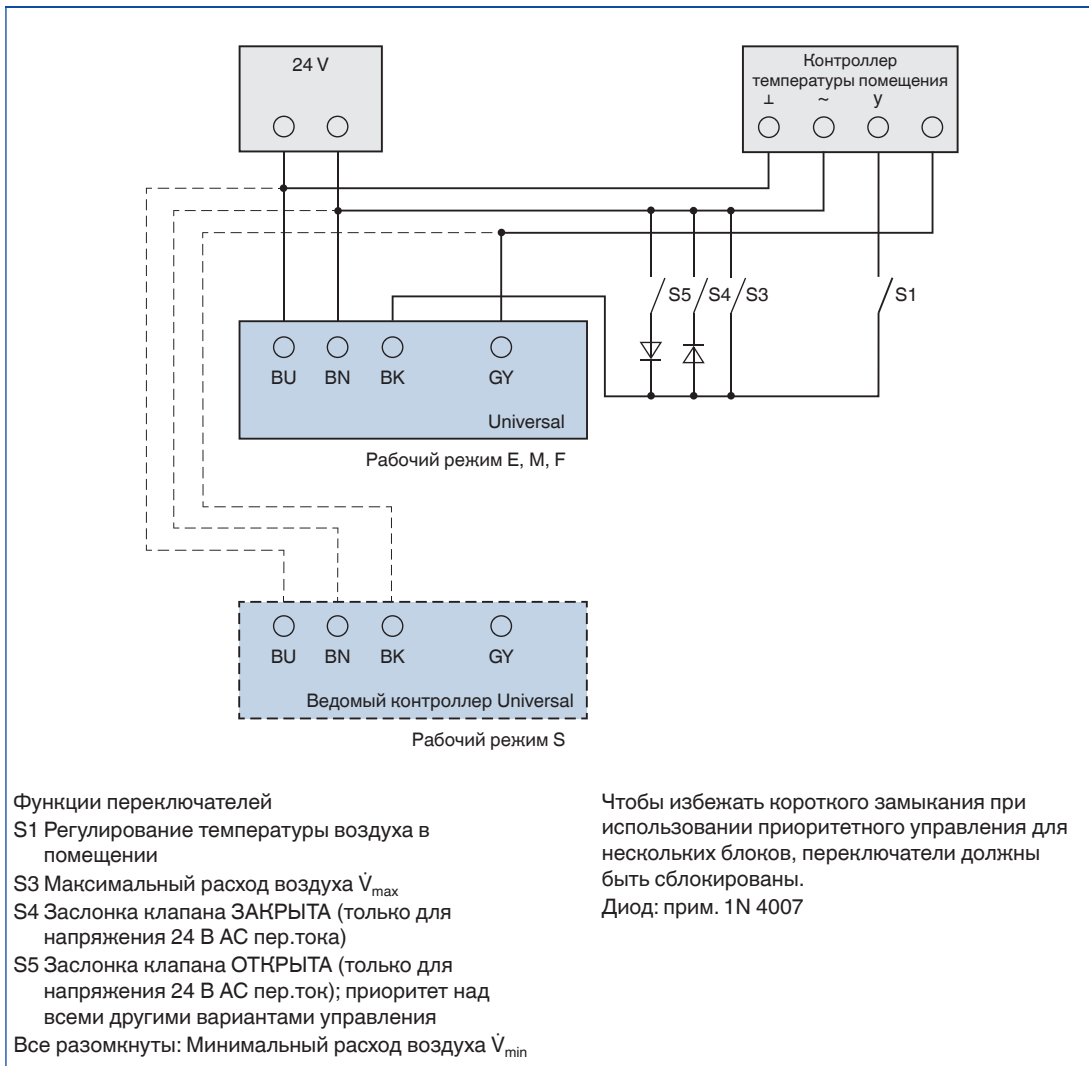 24 V
Контроллер
температуры помещения
⊥ ~ y
S5 S4 S3 S1
BU BN BK GY
Universal
Рабочий режим E, M, F
BU BN BK GY
Ведомый контроллер Universal
Рабочий режим S
Функции переключателей
S1 Регулирование температуры воздуха в
помещении
S3 Максимальный расход воздуха V̇max
S4 Заслонка клапана ЗАКРЫТА (только для
напряжения 24 В АС пер.тока)
S5 Заслонка клапана ОТКРЫТА (только для
напряжения 24 В АС пер.ток); приоритет над
всеми другими вариантами управления
Все разомкнуты: Минимальный расход воздуха V̇min
Чтобы избежать короткого замыкания при
использовании приоритетного управления для
нескольких блоков, переключатели должны
быть сблокированы.
Диод: прим. 1N 4007